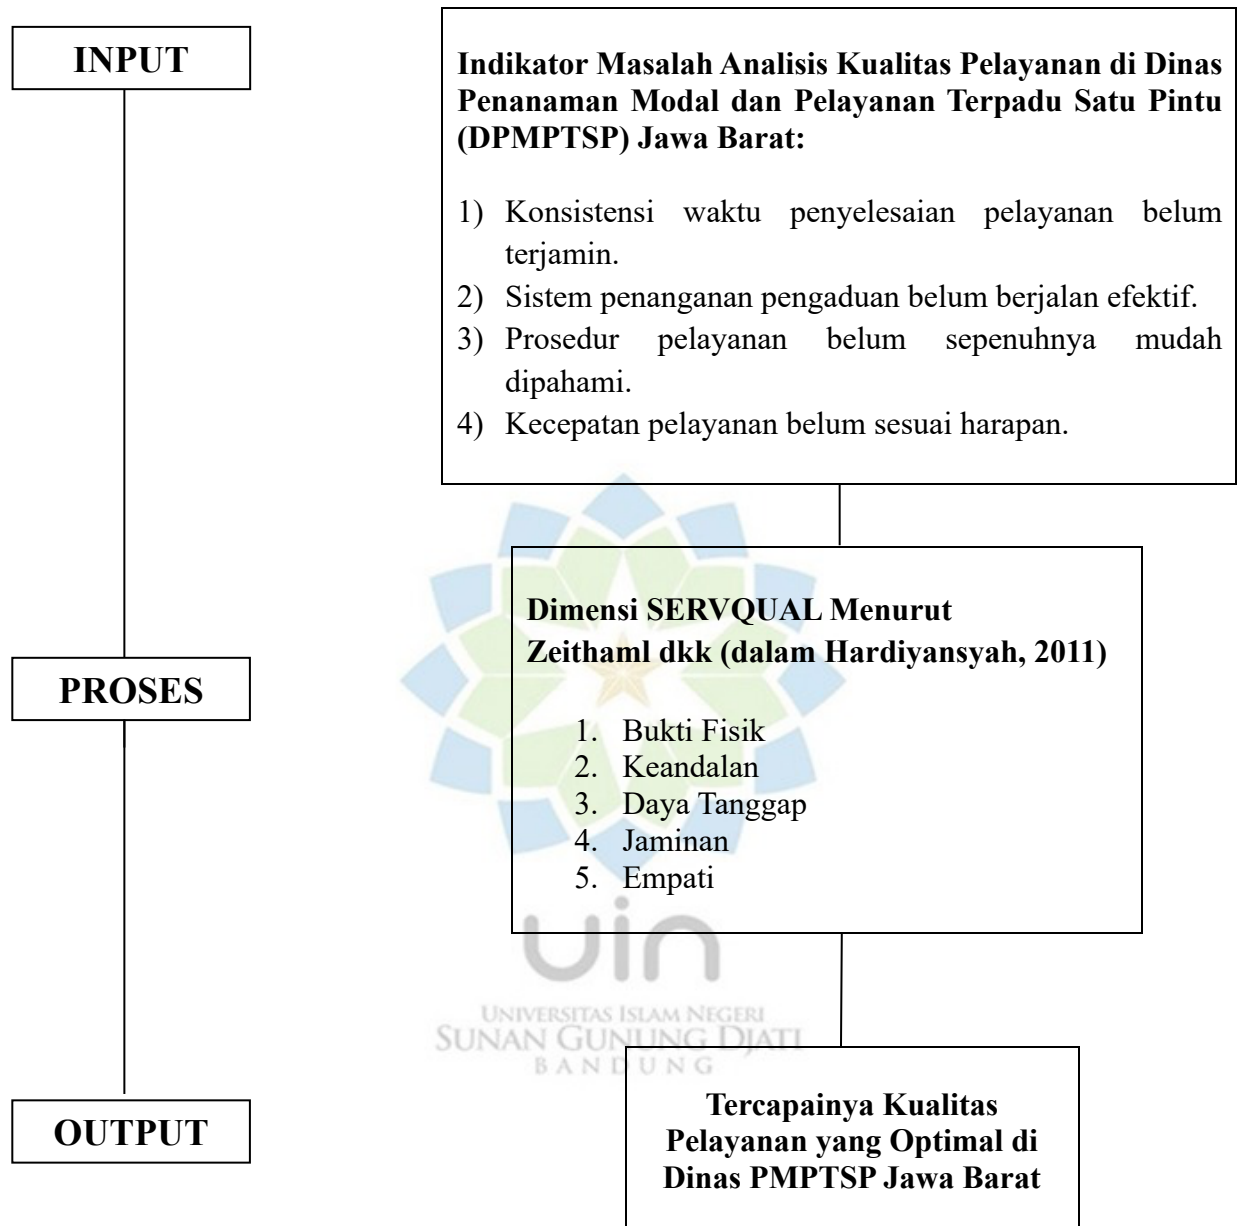 INPUT
Indikator Masalah Analisis Kualitas Pelayanan di Dinas
Penanaman Modal dan Pelayanan Terpadu Satu Pintu
(DPMPTSP) Jawa Barat:
1) Konsistensi waktu penyelesaian pelayanan belum
terjamin.
2) Sistem penanganan pengaduan belum berjalan efektif.
3) Prosedur pelayanan belum sepenuhnya mudah
dipahami.
4) Kecepatan pelayanan belum sesuai harapan.
PROSES
Dimensi SERVQUAL Menurut
Zeithaml dkk (dalam Hardiyansyah, 2011)
1. Bukti Fisik
2. Keandalan
3. Daya Tanggap
4. Jaminan
5. Empati
uin
UNIVERSITAS ISLAM NEGERI
SUNAN GUNUNG DJATI
BANDUNG
OUTPUT
Tercapainya Kualitas
Pelayanan yang Optimal di
Dinas PMPTSP Jawa Barat